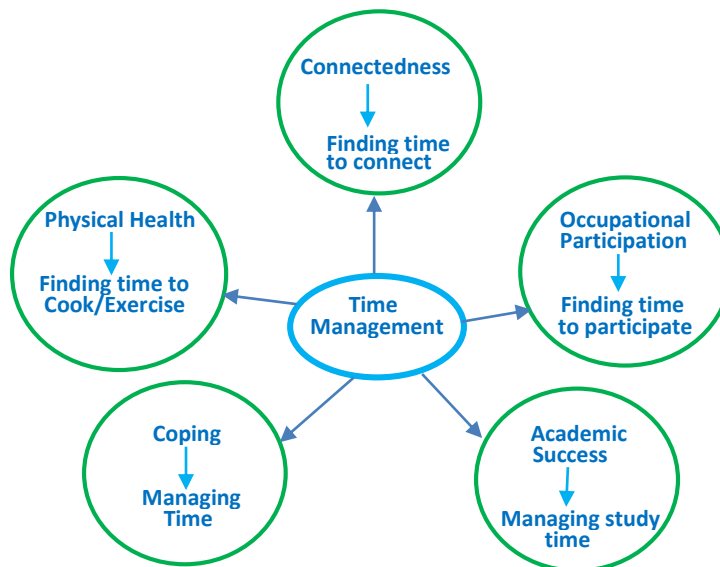 Connectedness
Finding time
to connect
Physical Health
Finding time to
Cook/Exercise
Time
Management
Occupational
Participation
Finding time
to participate
Coping
Managing
Time
Academic
Success
Managing study
time